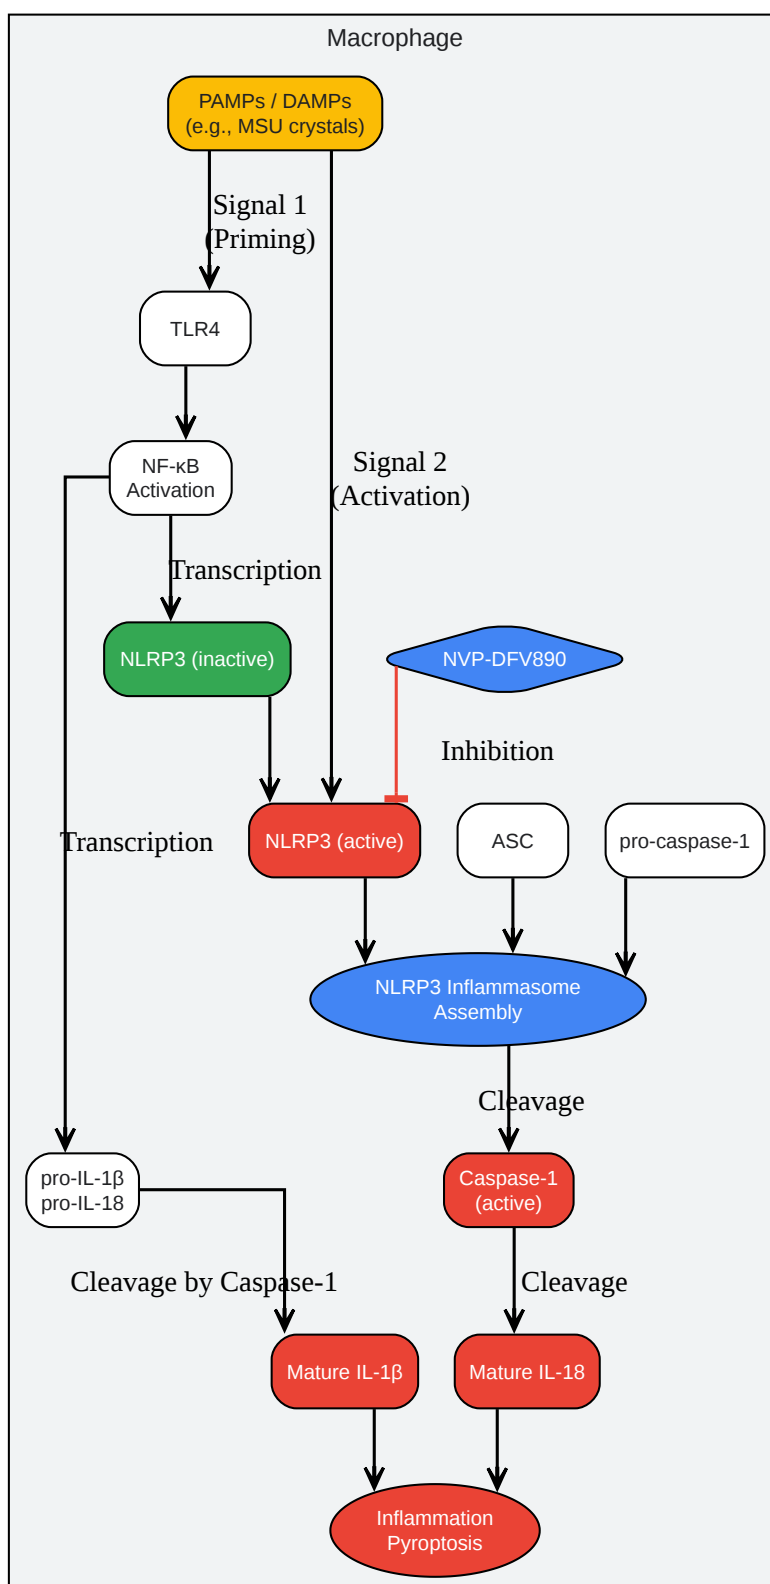 Macrophage
PAMPs / DAMPs
(e.g., MSU crystals)
Signal 1
(Priming)
TLR4
NF-κB
Activation
Signal 2
(Activation)
Transcription
NLRP3 (inactive)
NVP-DFV890
Inhibition
Transcription
NLRP3 (active)
ASC
pro-caspase-1
NLRP3 Inflammasome
Assembly
Cleavage
pro-IL-1β
pro-IL-18
Caspase-1
(active)
Cleavage by Caspase-1
Cleavage
Mature IL-1β
Mature IL-18
Inflammation
Pyroptosis